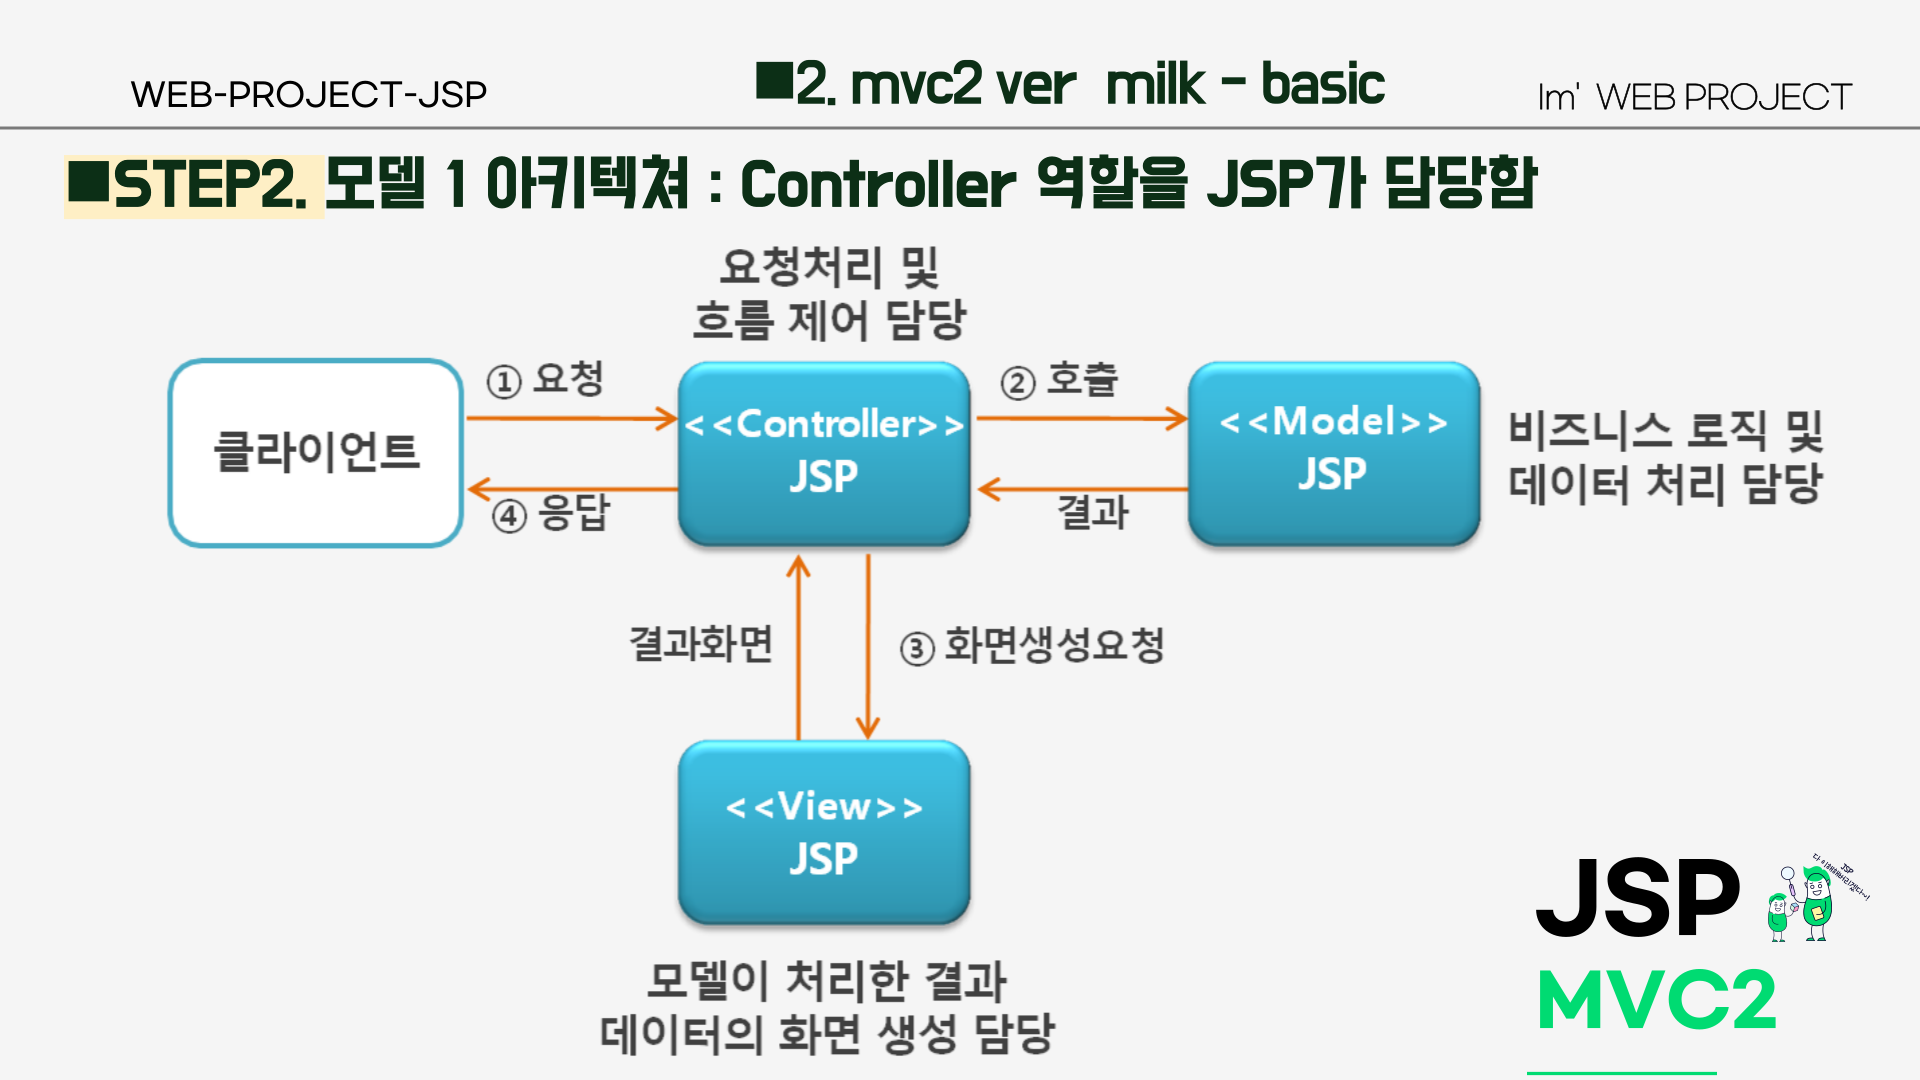 WEB-PROJECT-JSP
■2. mvc2 ver milk - basic
Im' WEB PROJECT
■STEP2. 모델 1 아키텍쳐 : Controller 역할을 JSP가 담당함
요청처리 및
흐름 제어 담당
클라이언트
① 요청
<<Controller>>
JSP
② 호출
<<Model>>
JSP
비즈니스 로직 및
데이터 처리 담당
④ 응답
결과
결과화면
③ 화면생성요청
<<View>>
JSP
모델이 처리한 결과
데이터의 화면 생성 담당
JSP
MVC2
JSP